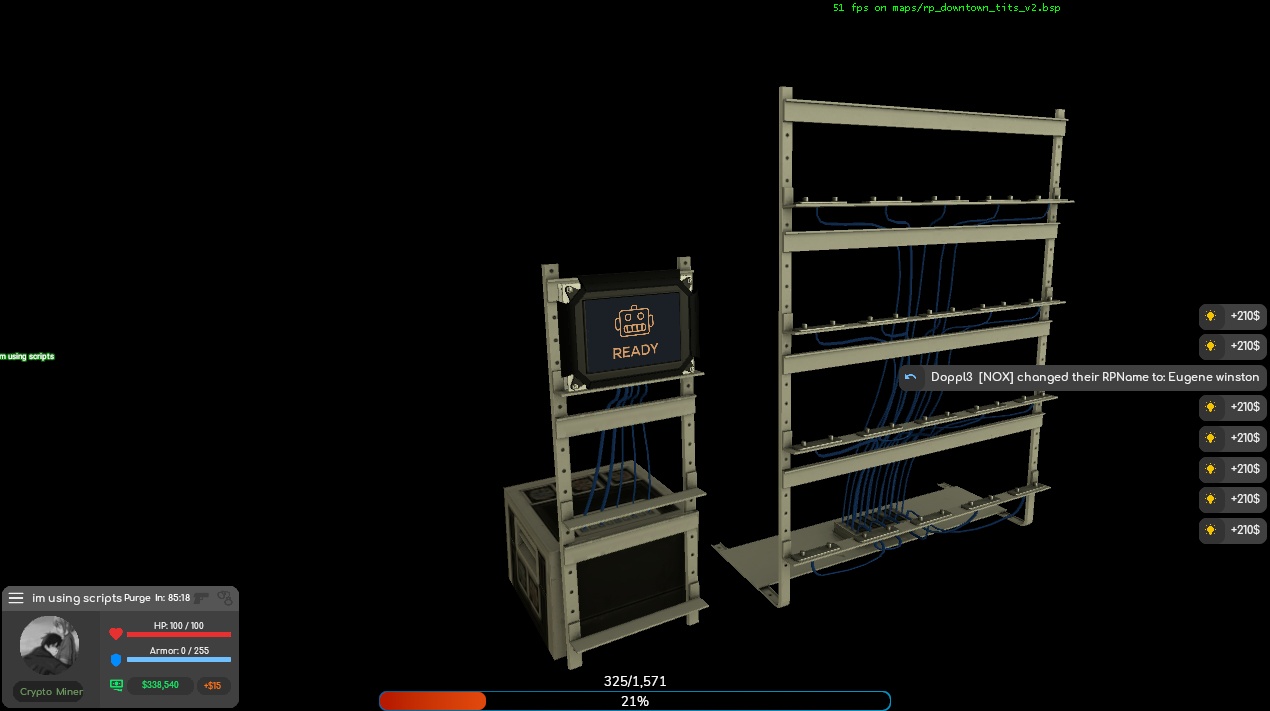 51 fps on maps/rp_downtown_tits_v2.bsp
READY
+210$
+210$
Doppl3 [NOX] changed their RPName to: Eugene winston
m using scripts
+210$
+210$
+210$
+210$
+210$
im using scripts Purge In: 85:18
HP: 100 / 100
Armor: 0 / 255
$338,540 +$15
Crypto Miner
325/1,571
21%